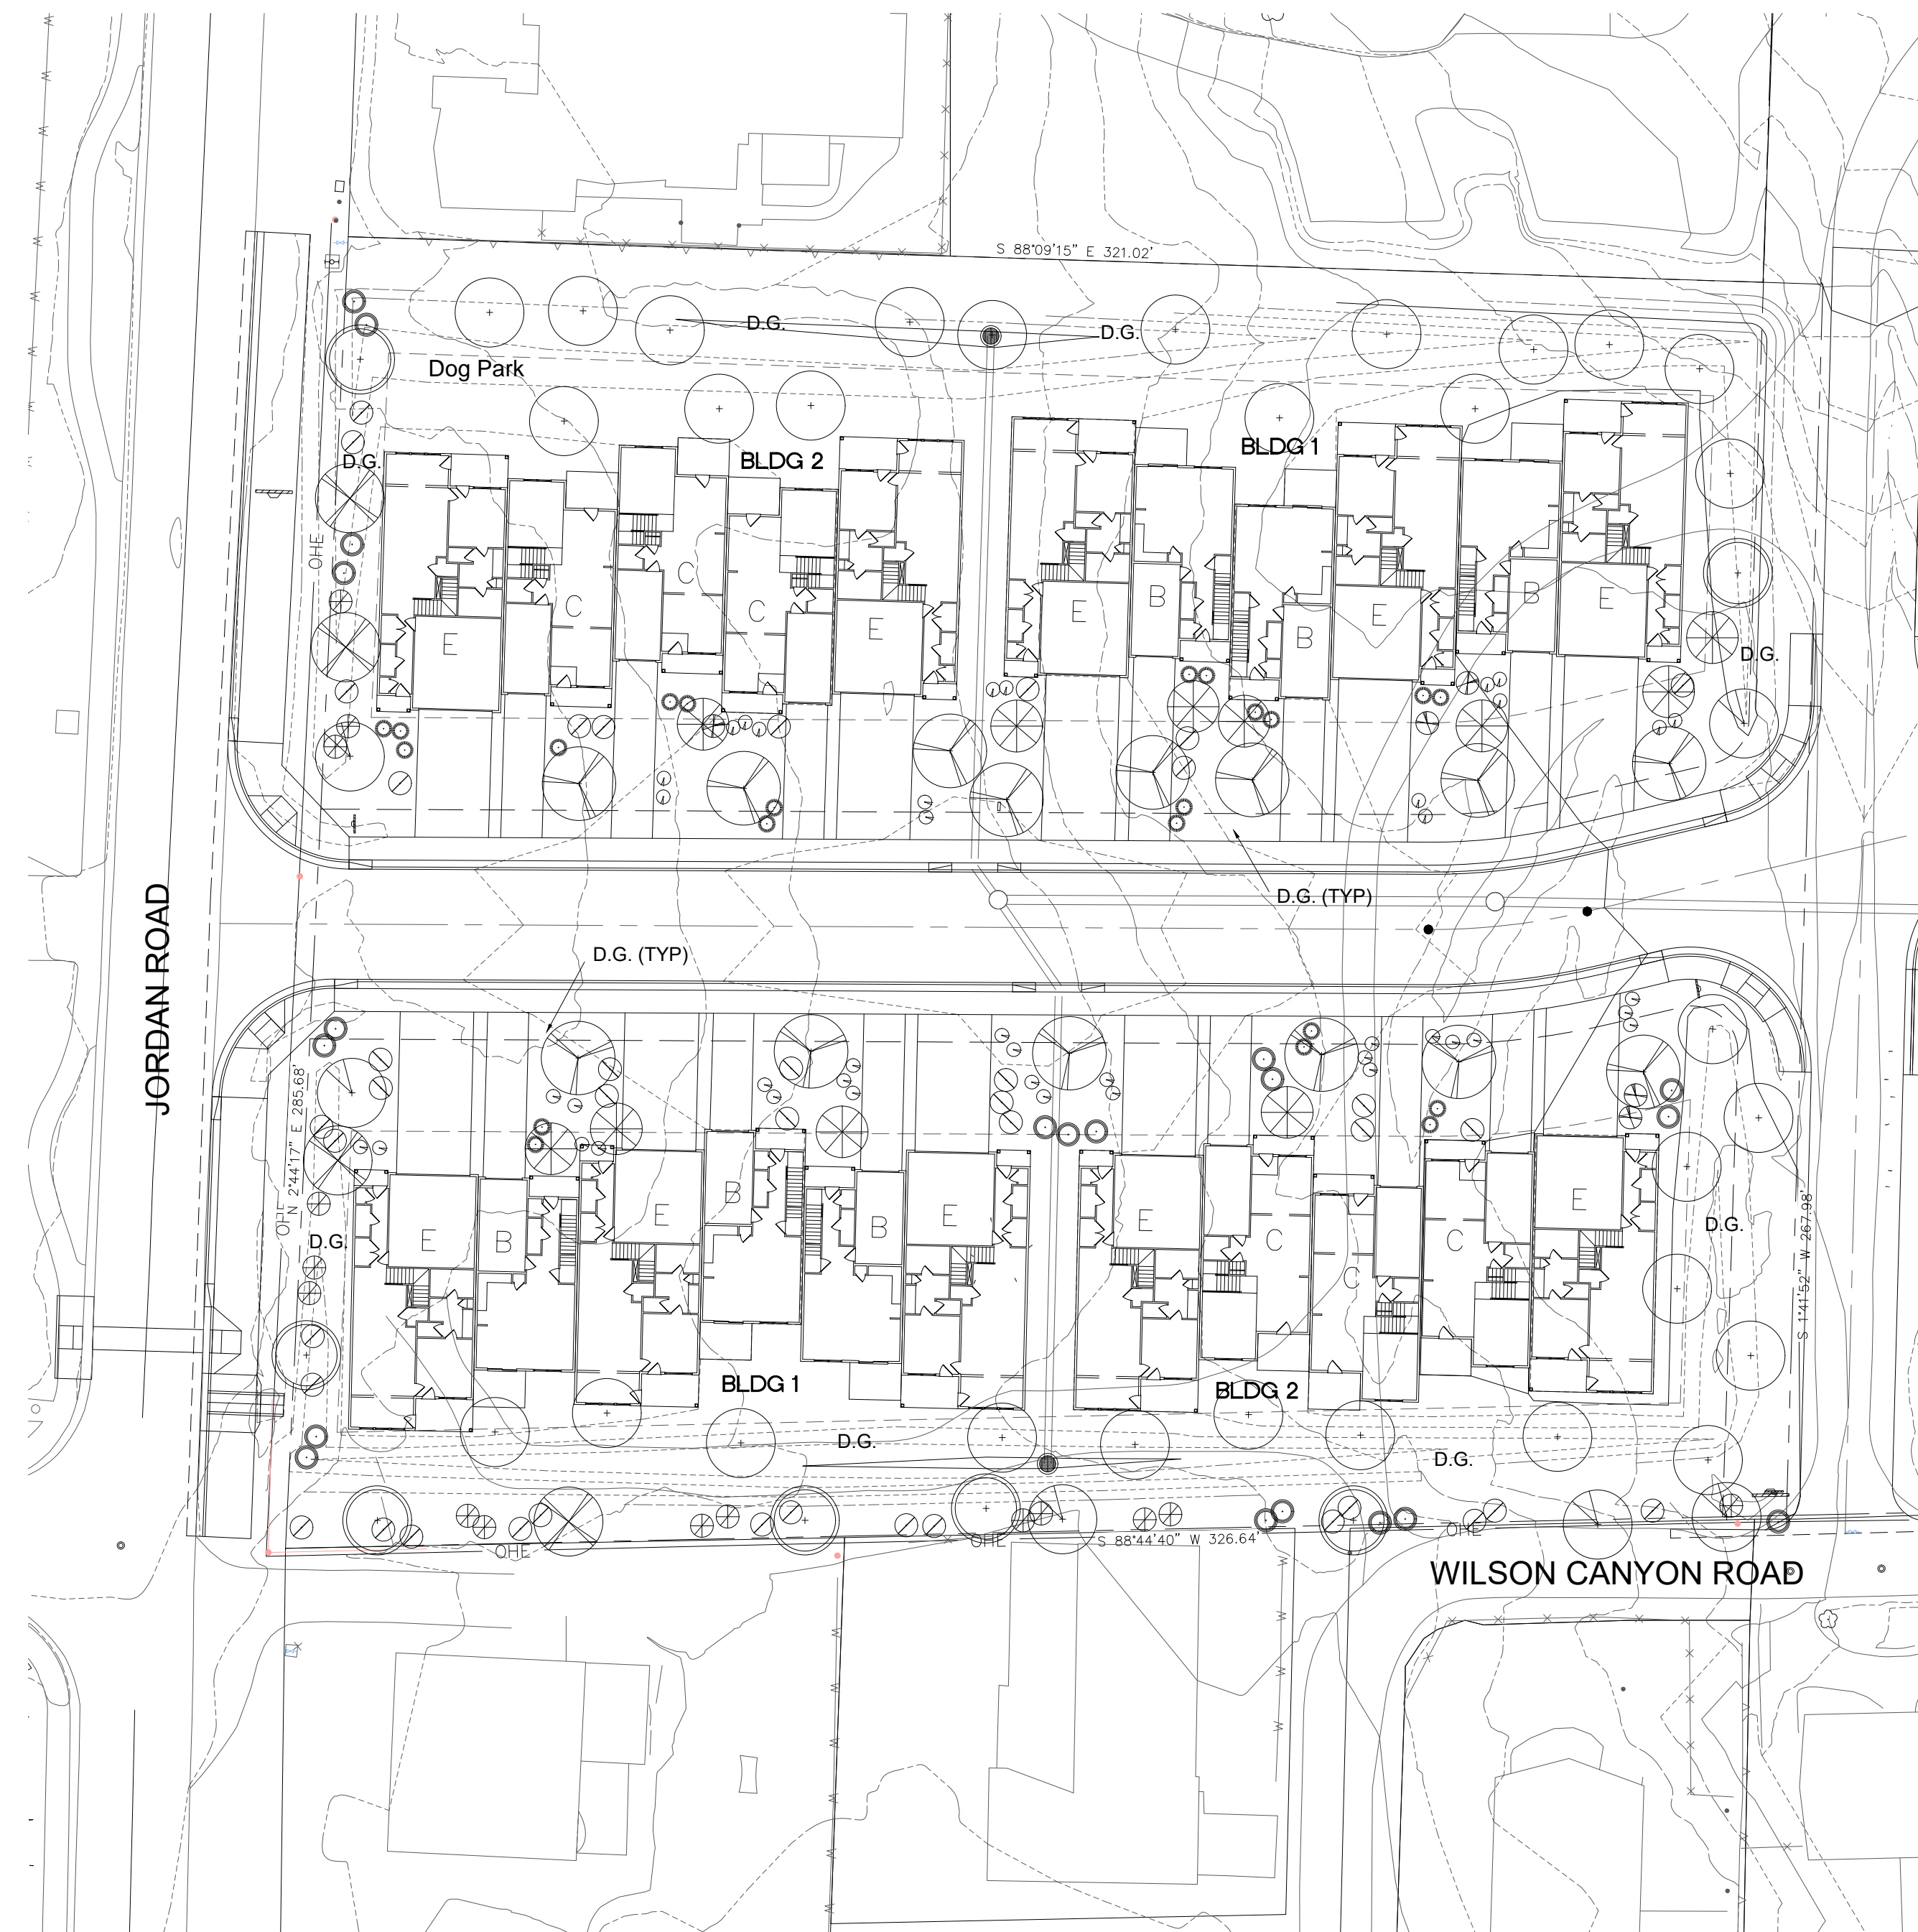 S 88°09'15" E 321.02'
D.G.
D.G.
Dog Park
BLDG 1
BLDG 2
D.G.
OHE
C
E
B
C
C
E
E
B
E
B
E
E
D.G.
D.G. (TYP)
D.G. (TYP)
JORDAN ROAD
N 2°44'17" E 285.68'
OHE
D.G.
E
B
E
B
B
E
E
C
C
C
E
D.G.
S 1°41'52" W 267.98'
BLDG 1
BLDG 2
D.G.
D.G.
OHE
OHE
S 88°44'40" W 326.64'
OHE
WILSON CANYON ROAD